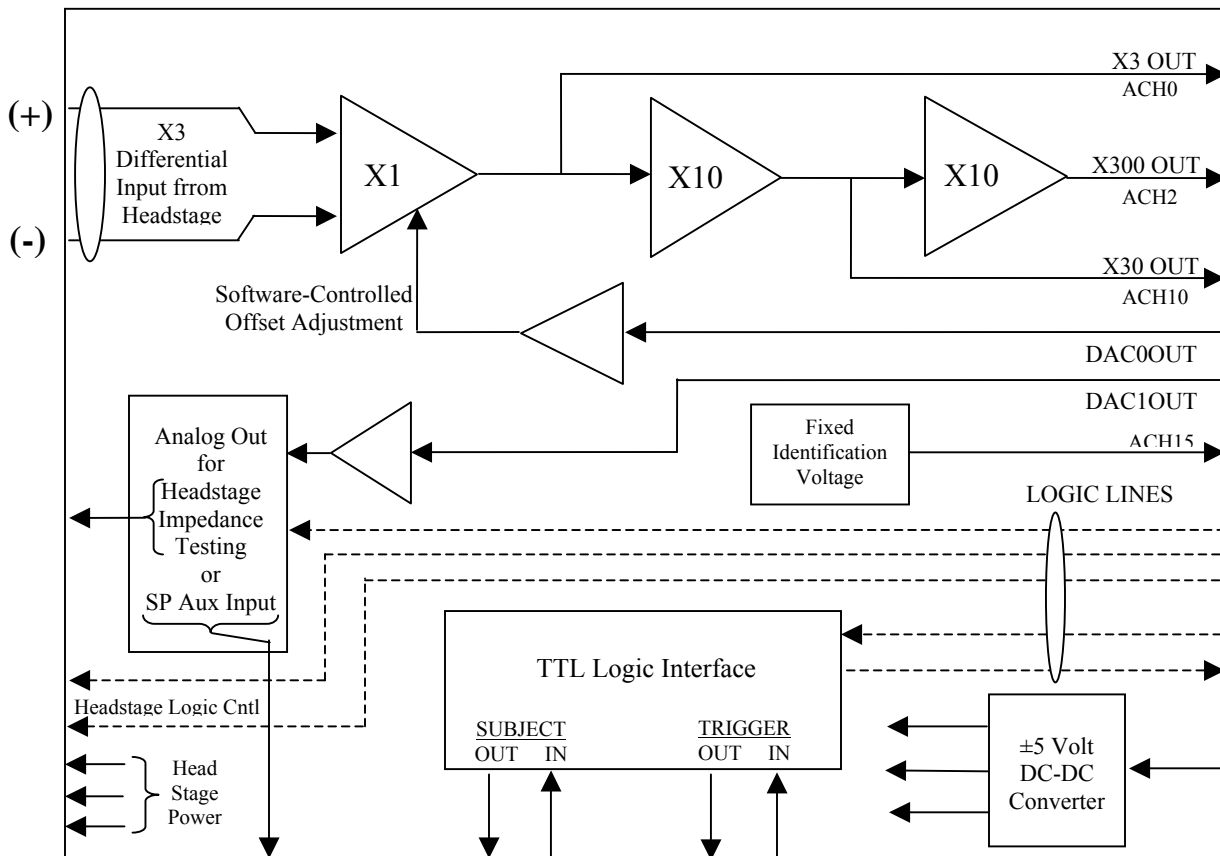 X3 OUT
ACH0
(+)
X3
Differential
Input frrom
Headstage
(-)
X1
X10
X10
X300 OUT
ACH2
X30 OUT
ACH10
Software-Controlled
Offset Adjustment
DAC0OUT
DAC1OUT
Analog Out
for
Headstage
Impedance
Testing
or
SP Aux Input
Fixed
Identification
Voltage
ACH15
LOGIC LINES
TTL Logic Interface
SUBJECT
OUT IN
TRIGGER
OUT IN
Headstage Logic Cntl
Head
Stage
Power
±5 Volt
DC-DC
Converter